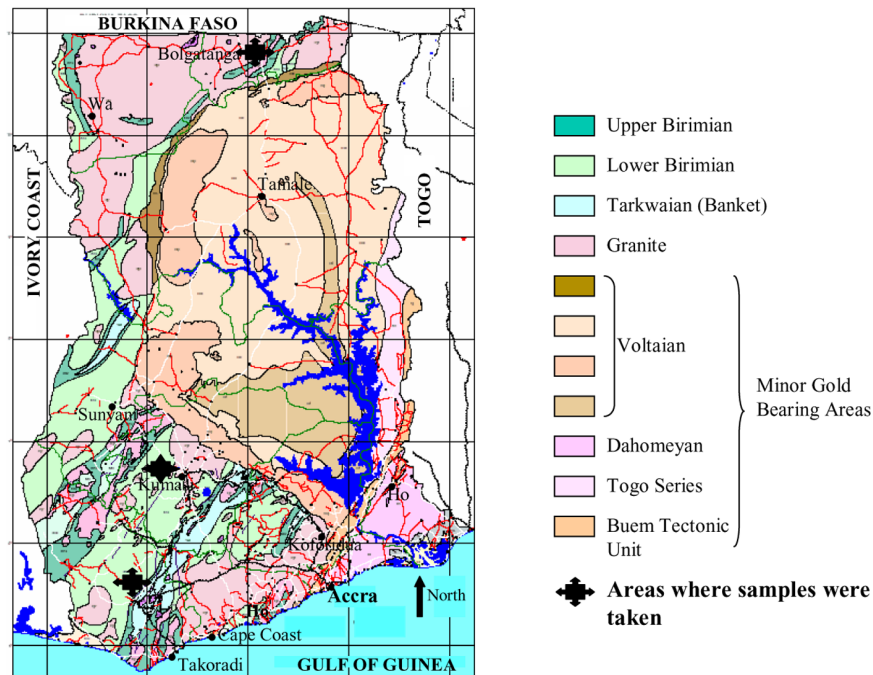 BURKINA FASO
Bolgatanga
Wa
Tamale
IVORY COAST
TOGO
Sunyani
Kumasi
Ho
Koforidua
Accra
Cape Coast
Takoradi
North
GULF OF GUINEA
Upper Birimian
Lower Birimian
Tarkwaian (Banket)
Granite
Voltaian
Minor Gold
Bearing Areas
Dahomeyan
Togo Series
Buem Tectonic
Unit
Areas where samples were
taken